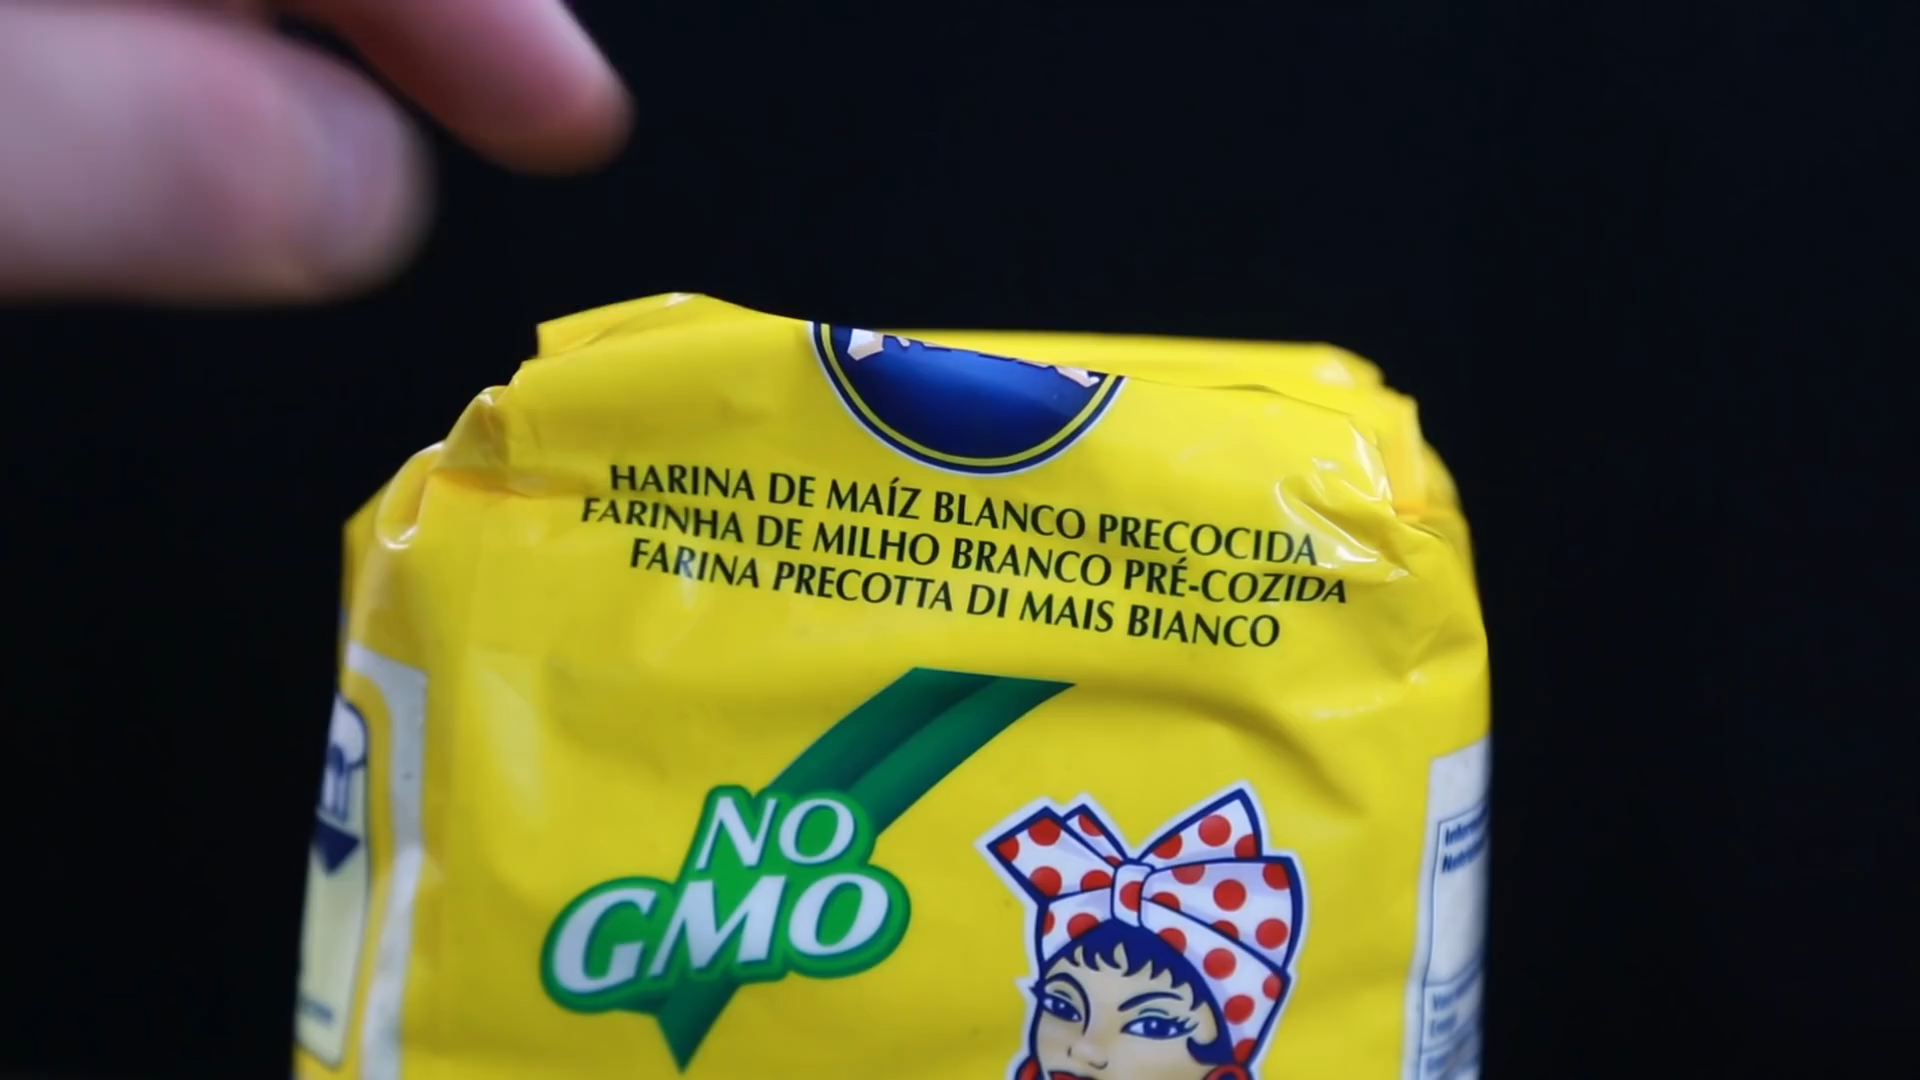 HARINA DE MAÍZ BLANCO PRECOCIDA
FARINHA DE MILHO BRANCO PRÉ-COZIDA
FARINA PRECOTTA DI MAIS BIANCO
NO
GMO